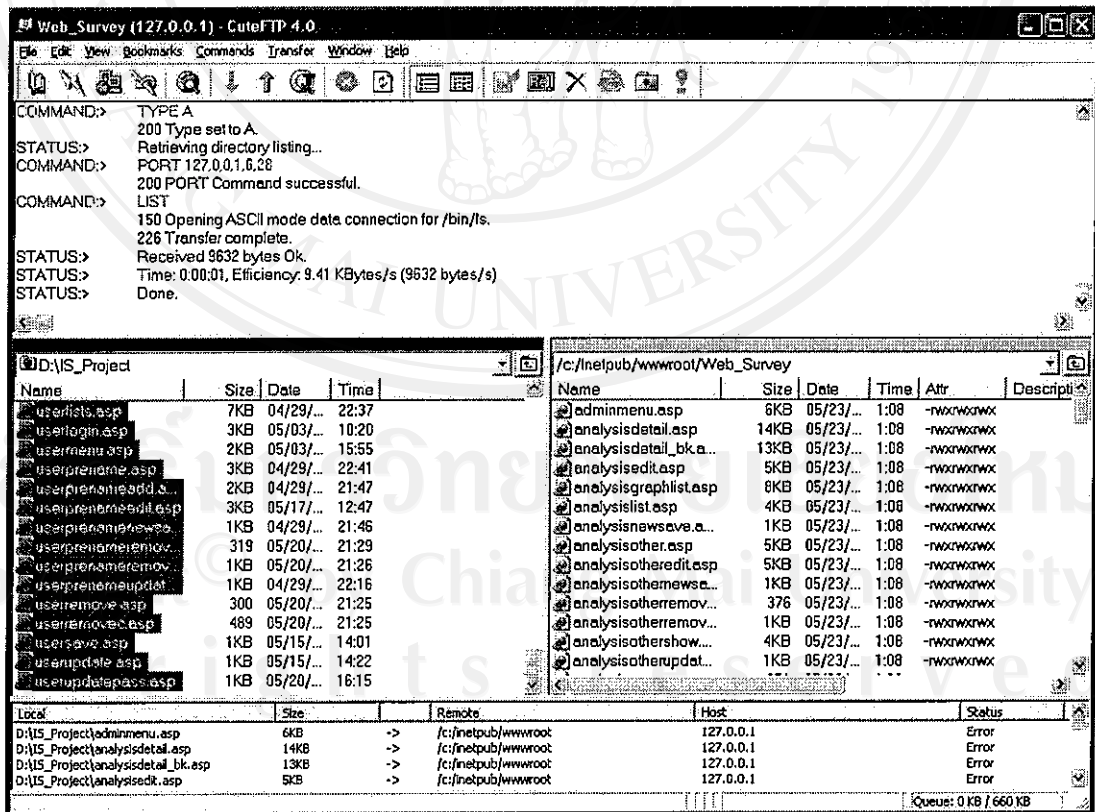 Web_Survey (127.0.0.1) - CuteFTP 4.0
File Edit View Bookmarks Commands Transfer Window Help
COMMAND:> TYPE A
200 Type set to A.
STATUS:> Retrieving directory listing...
COMMAND:> PORT 127,0,0,1,6,28
200 PORT Command successful.
COMMAND:> LIST
150 Opening ASCII mode data connection for /bin/ls.
226 Transfer complete.
STATUS:> Received 9632 bytes Ok.
STATUS:> Time: 0:00:01, Efficiency: 9.41 KBytes/s (9632 bytes/s)
STATUS:> Done.
D:\IS_Project
Name Size Date Time
userlists.asp 7KB 04/29/... 22:37
userlogin.asp 3KB 05/03/... 10:20
usermenu.asp 2KB 05/03/... 15:55
userprename.asp 3KB 04/29/... 22:41
userprenameadd.a... 2KB 04/29/... 21:47
userprenameedit.asp 3KB 05/17/... 12:47
userprenamenewsa... 1KB 04/29/... 21:46
userprenameremov... 319 05/20/... 21:29
userprenameremov... 1KB 05/20/... 21:26
userprenameupdat... 1KB 04/29/... 22:16
userremove.asp 300 05/20/... 21:25
userremovec.asp 489 05/20/... 21:25
usersave.asp 1KB 05/15/... 14:01
userupdate.asp 1KB 05/15/... 14:22
userupdatepass.asp 1KB 05/20/... 16:15
/c:/Inetpub/wwwroot/Web_Survey
Name Size Date Time Attr Descripti
adminmenu.asp 6KB 05/23/... 1:08 -rwxrwxrwx
analysisdetail.asp 14KB 05/23/... 1:08 -rwxrwxrwx
analysisdetail_bk.a... 13KB 05/23/... 1:08 -rwxrwxrwx
analysisedit.asp 5KB 05/23/... 1:08 -rwxrwxrwx
analysisgraphlist.asp 8KB 05/23/... 1:08 -rwxrwxrwx
analysislist.asp 4KB 05/23/... 1:08 -rwxrwxrwx
analysisnewsave.a... 1KB 05/23/... 1:08 -rwxrwxrwx
analysisother.asp 5KB 05/23/... 1:08 -rwxrwxrwx
analysisotheredit.asp 5KB 05/23/... 1:08 -rwxrwxrwx
analysisothernewsa... 1KB 05/23/... 1:08 -rwxrwxrwx
analysisotherremov... 376 05/23/... 1:08 -rwxrwxrwx
analysisotherremov... 1KB 05/23/... 1:08 -rwxrwxrwx
analysisothershow.... 4KB 05/23/... 1:08 -rwxrwxrwx
analysisotherupdat... 1KB 05/23/... 1:08 -rwxrwxrwx
Local Size Remote Host Status
D:\IS_Project\adminmenu.asp 6KB -> /c:/inetpub/wwwroot 127.0.0.1 Error
D:\IS_Project\analysisdetail.asp 14KB -> /c:/inetpub/wwwroot 127.0.0.1 Error
D:\IS_Project\analysisdetail_bk.asp 13KB -> /c:/inetpub/wwwroot 127.0.0.1 Error
D:\IS_Project\analysisedit.asp 5KB -> /c:/inetpub/wwwroot 127.0.0.1 Error
Queue: 0 KB / 660 KB